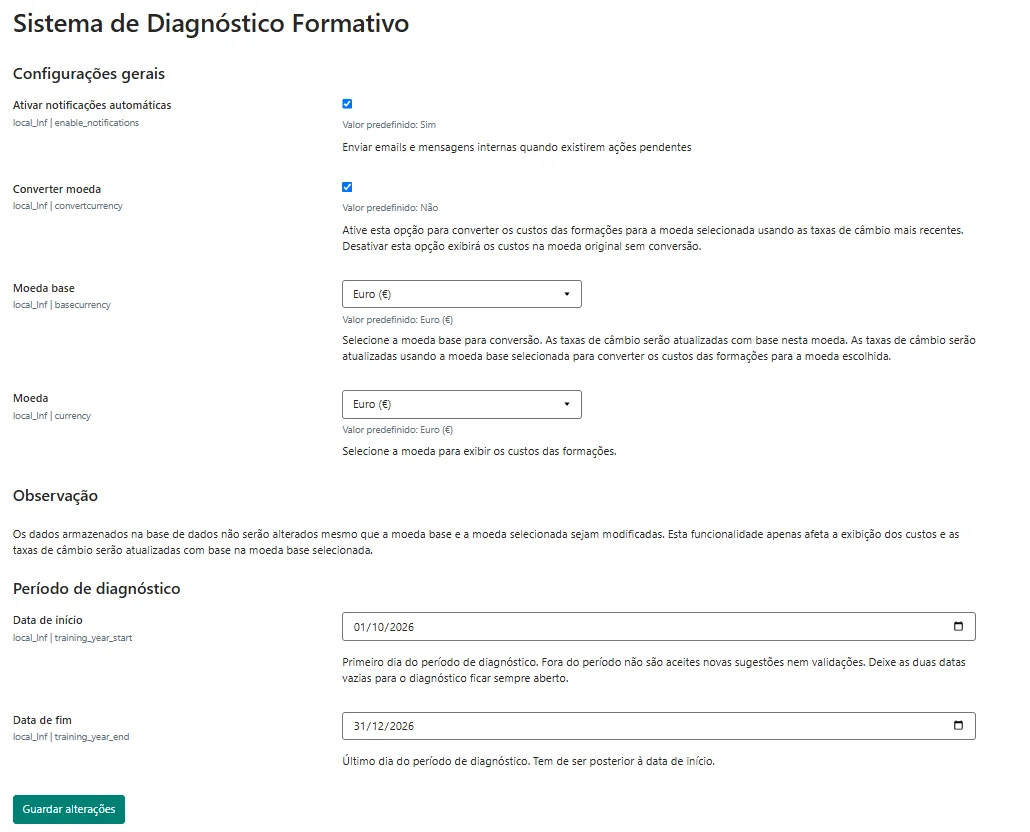 Sistema de Diagnóstico Formativo
Configurações gerais
Ativar notificações automáticas
local_lnf | enable_notifications
Valor predefinido: Sim
Enviar emails e mensagens internas quando existirem ações pendentes
Converter moeda
local_lnf | convertcurrency
Valor predefinido: Não
Ative esta opção para converter os custos das formações para a moeda selecionada usando as taxas de câmbio mais recentes.
Desativar esta opção exibirá os custos na moeda original sem conversão.
Moeda base
local_lnf | basecurrency
Euro (€)
Valor predefinido: Euro (€)
Selecione a moeda base para conversão. As taxas de câmbio serão atualizadas com base nesta moeda. As taxas de câmbio serão
atualizadas usando a moeda base selecionada para converter os custos das formações para a moeda escolhida.
Moeda
local_lnf | currency
Euro (€)
Valor predefinido: Euro (€)
Selecione a moeda para exibir os custos das formações.
Observação
Os dados armazenados na base de dados não serão alterados mesmo que a moeda base e a moeda selecionada sejam modificadas. Esta funcionalidade apenas afeta a exibição dos custos e as
taxas de câmbio serão atualizadas com base na moeda base selecionada.
Período de diagnóstico
Data de início
local_lnf | training_year_start
01/10/2026
Primeiro dia do período de diagnóstico. Fora do período não são aceites novas sugestões nem validações. Deixe as duas datas
vazias para o diagnóstico ficar sempre aberto.
Data de fim
local_lnf | training_year_end
31/12/2026
Último dia do período de diagnóstico. Tem de ser posterior à data de início.
Guardar alterações